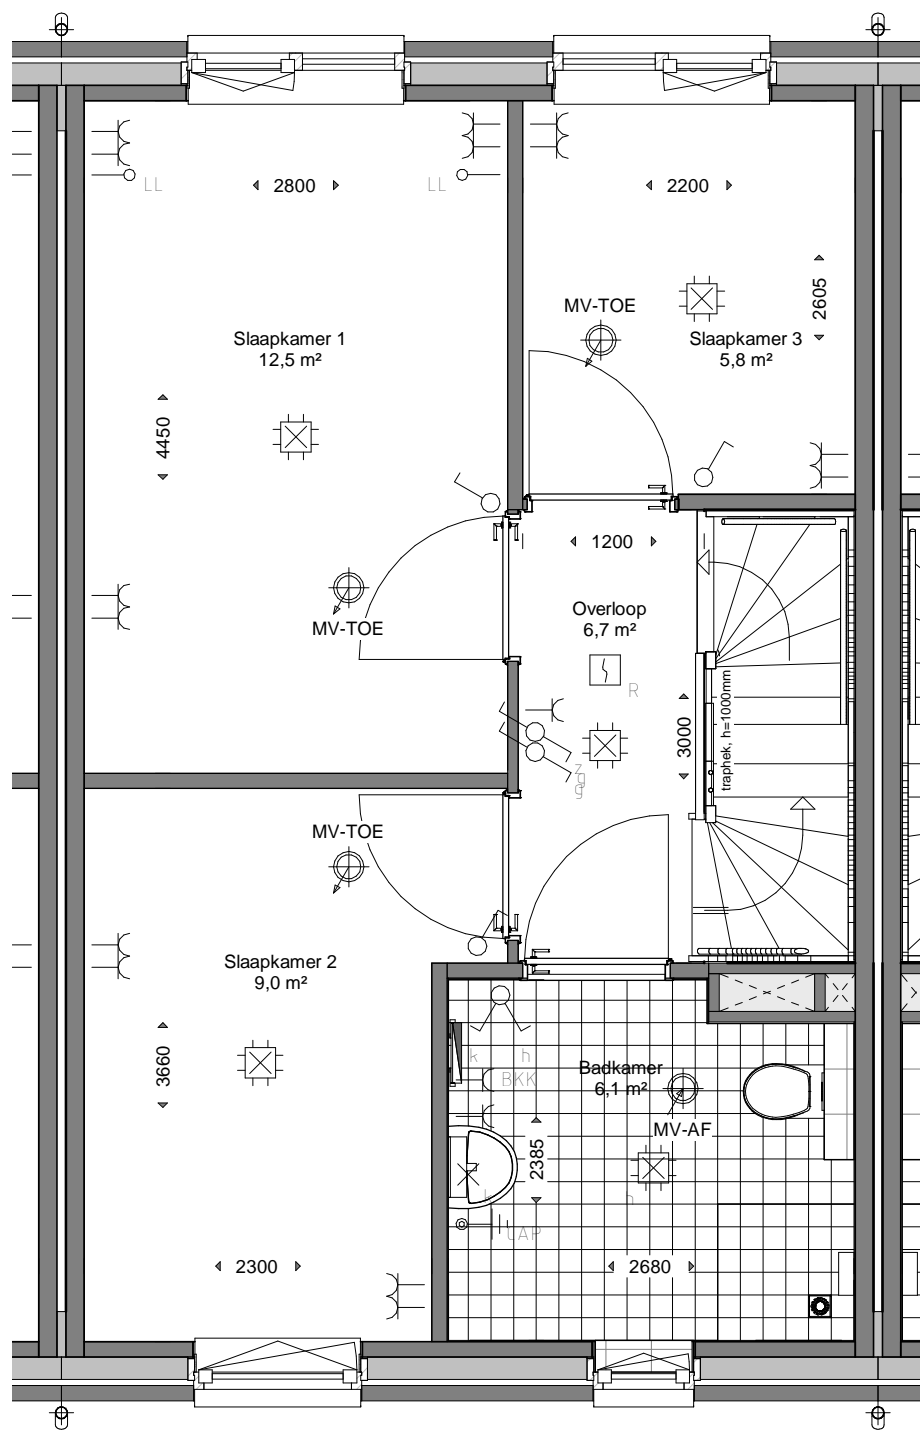 LL
2800
LL
2200
2605
MV-TOE
Slaapkamer 1
12,5 m²
Slaapkamer 3
5,8 m²
4450
1200
MV-TOE
Overloop
6,7 m²
R
3000
traphek, h=1000mm
z
g
g
MV-TOE
Slaapkamer 2
9,0 m²
3660
k
h
BKK
Badkamer
6,1 m²
MV-AF
2385
h
LAP
2300
2680